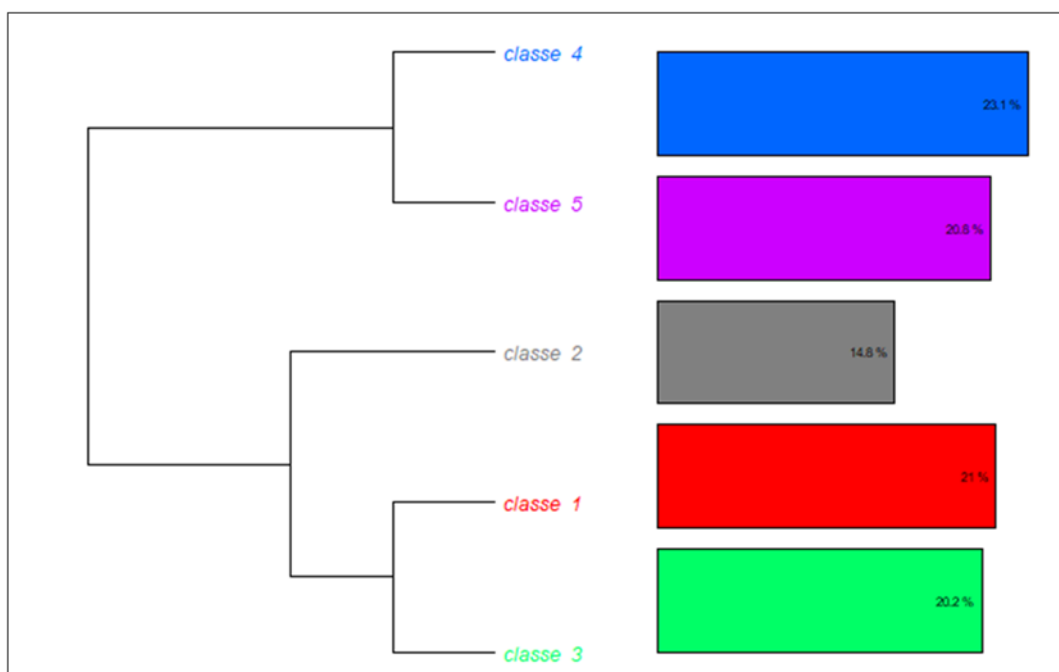 classe 4
23.1 %
classe 5
20.8 %
classe 2
14.8 %
classe 1
21 %
classe 3
20.2 %